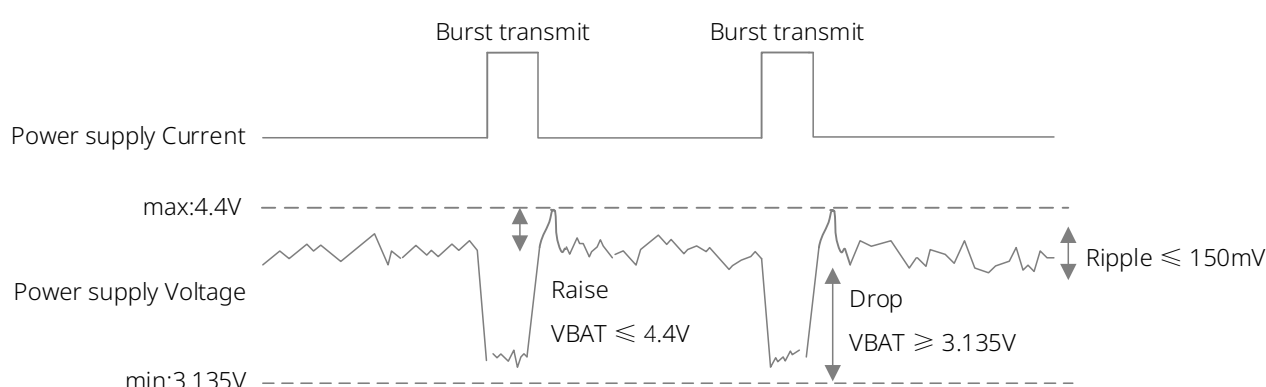 Burst transmit
Burst transmit
Power supply Current
max:4.4V
Ripple ≤ 150mV
Power supply Voltage
Raise
VBAT ≤ 4.4V
Drop
VBAT ≥ 3.135V
min:3.135V